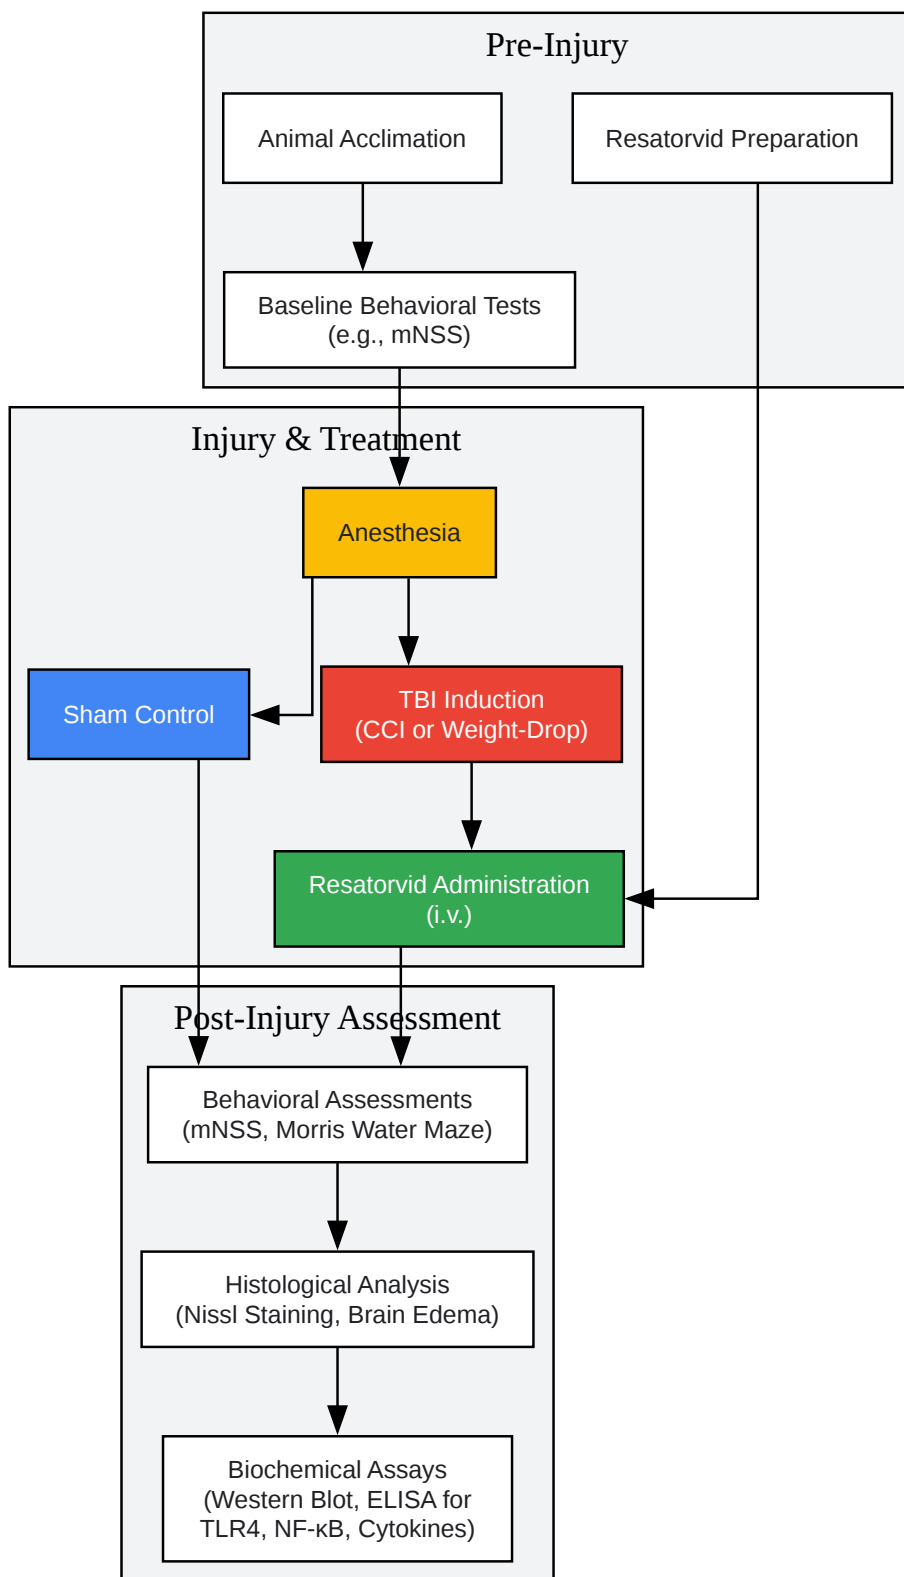 Pre-Injury
Animal Acclimation
Resatorvid Preparation
Baseline Behavioral Tests
(e.g., mNSS)
Injury & Treatment
Anesthesia
Sham Control
TBI Induction
(CCI or Weight-Drop)
Resatorvid Administration
(i.v.)
Post-Injury Assessment
Behavioral Assessments
(mNSS, Morris Water Maze)
Histological Analysis
(Nissl Staining, Brain Edema)
Biochemical Assays
(Western Blot, ELISA for
TLR4, NF-κB, Cytokines)